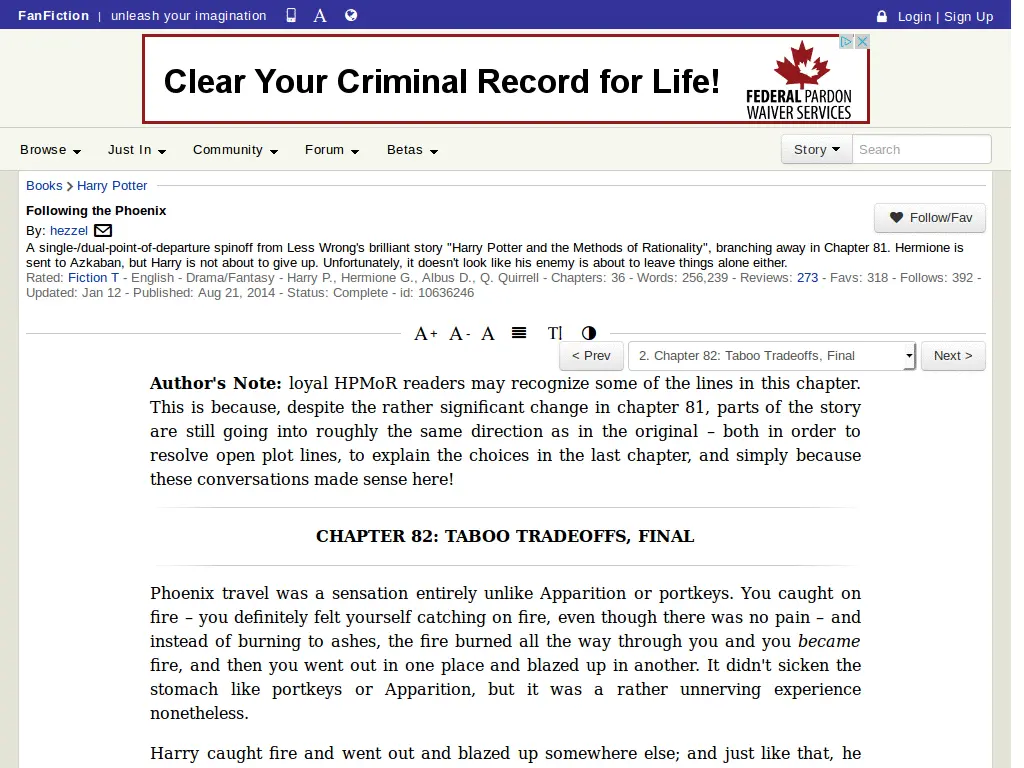 FanFiction | unleash your imagination A Login | Sign Up
Clear Your Criminal Record for Life!
FEDERAL PARDON
WAIVER SERVICES
Browse Just In Community Forum Betas Story Search
Books Harry Potter
Following the Phoenix
Follow/Fav
By: hezzel
A single-/dual-point-of-departure spinoff from Less Wrong's brilliant story "Harry Potter and the Methods of Rationality", branching away in Chapter 81. Hermione is
sent to Azkaban, but Harry is not about to give up. Unfortunately, it doesn't look like his enemy is about to leave things alone either.
Rated: Fiction T - English - Drama/Fantasy - Harry P., Hermione G., Albus D., Q. Quirrell - Chapters: 36 - Words: 256,239 - Reviews: 273 - Favs: 318 - Follows: 392 -
Updated: Jan 12 - Published: Aug 21, 2014 - Status: Complete - id: 10636246
A+ A- A T
< Prev 2. Chapter 82: Taboo Tradeoffs, Final Next >
Author's Note: loyal HPMoR readers may recognize some of the lines in this chapter.
This is because, despite the rather significant change in chapter 81, parts of the story
are still going into roughly the same direction as in the original – both in order to
resolve open plot lines, to explain the choices in the last chapter, and simply because
these conversations made sense here!
CHAPTER 82: TABOO TRADEOFFS, FINAL
Phoenix travel was a sensation entirely unlike Apparition or portkeys. You caught on
fire – you definitely felt yourself catching on fire, even though there was no pain – and
instead of burning to ashes, the fire burned all the way through you and you became
fire, and then you went out in one place and blazed up in another. It didn't sicken the
stomach like portkeys or Apparition, but it was a rather unnerving experience
nonetheless.
Harry caught fire and went out and blazed up somewhere else; and just like that, he